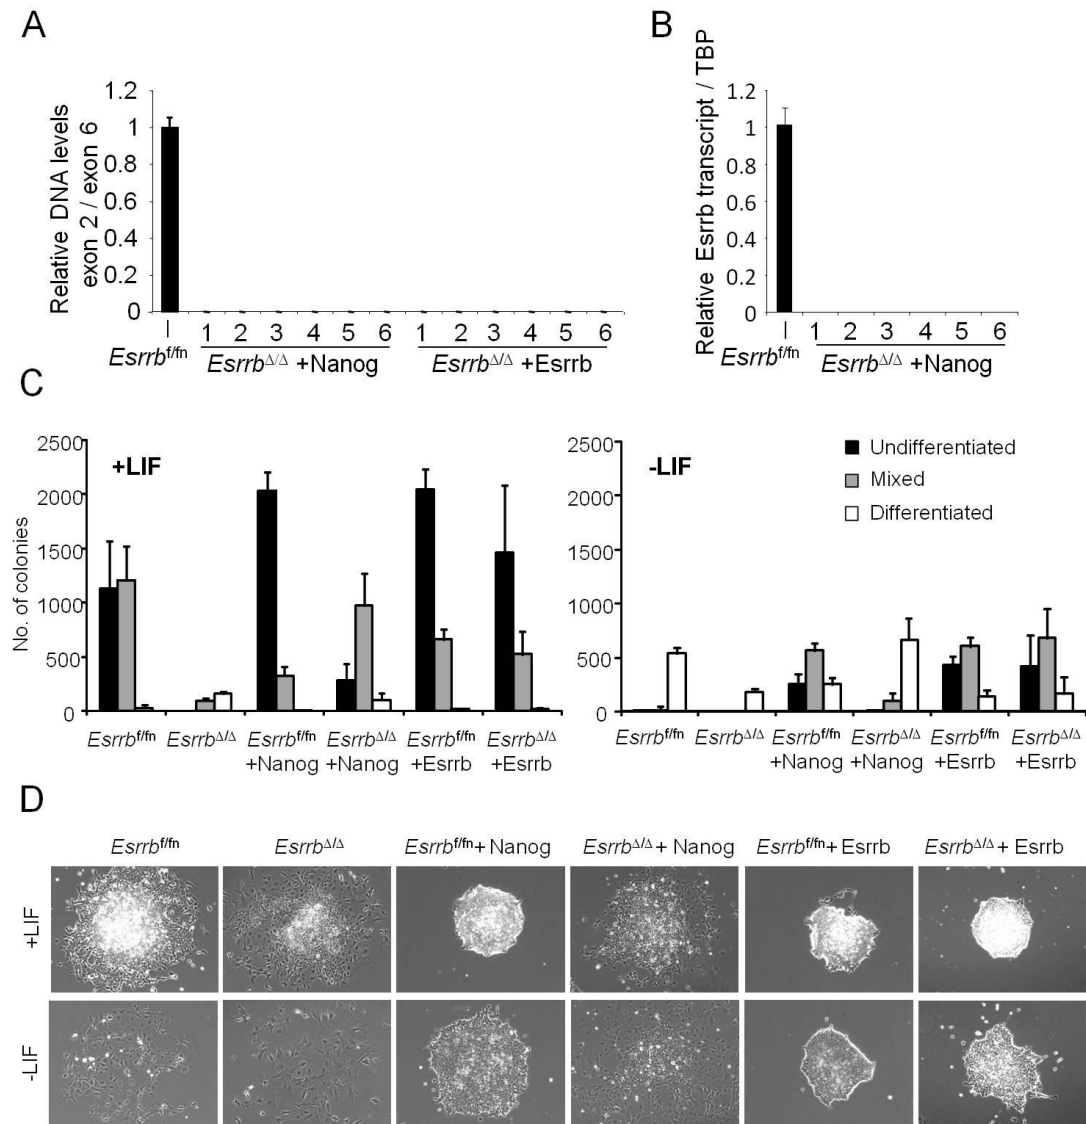 A
Relative DNA levels
exon 2 / exon 6
1.2
1
0.8
0.6
0.4
0.2
0
Esrrbf/fn
1 2 3 4 5 6
EsrrbΔ/Δ +Nanog
1 2 3 4 5 6
EsrrbΔ/Δ +Esrrb
B
Relative Esrrb transcript / TBP
1.2
1
0.8
0.6
0.4
0.2
0
Esrrbf/fn
1 2 3 4 5 6
EsrrbΔ/Δ +Nanog
C
No. of colonies
2500
2000
1500
1000
500
0
+LIF
Esrrbf/fn
EsrrbΔ/Δ
Esrrbf/fn
+Nanog
EsrrbΔ/Δ
+Nanog
Esrrbf/fn
+Esrrb
EsrrbΔ/Δ
+Esrrb
2500
2000
1500
1000
500
0
-LIF
Undifferentiated
Mixed
Differentiated
Esrrbf/fn
EsrrbΔ/Δ
Esrrbf/fn
+Nanog
EsrrbΔ/Δ
+Nanog
Esrrbf/fn
+Esrrb
EsrrbΔ/Δ
+Esrrb
D
Esrrbf/fn
EsrrbΔ/Δ
Esrrbf/fn+ Nanog
EsrrbΔ/Δ + Nanog
Esrrbf/fn+ Esrrb
EsrrbΔ/Δ + Esrrb
+LIF
-LIF